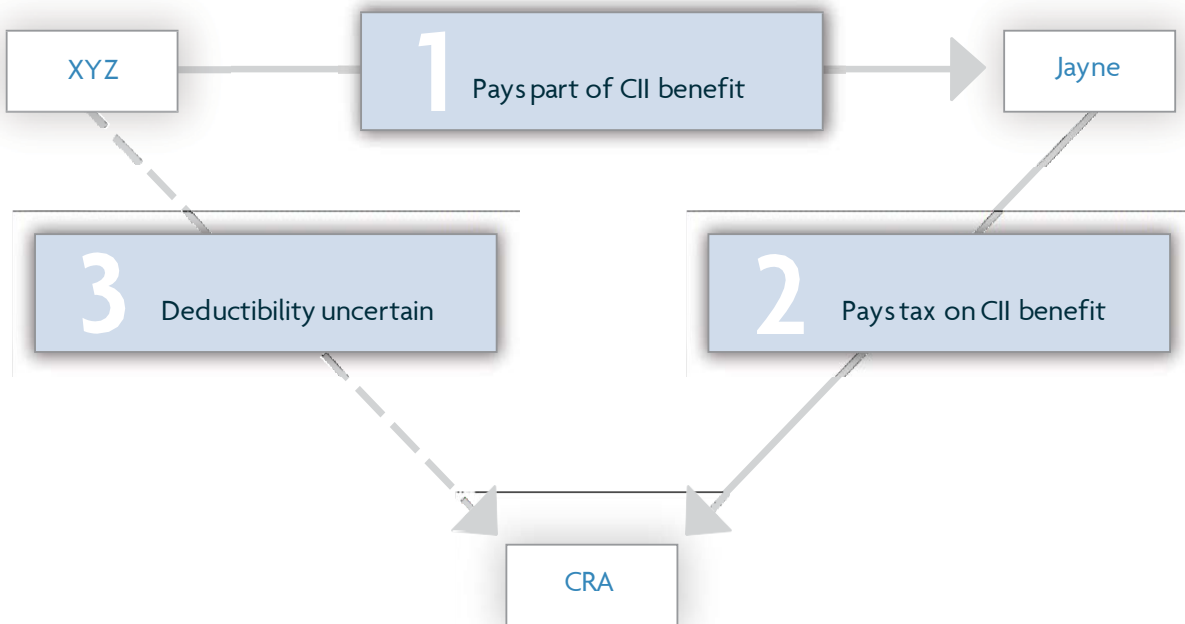 XYZ
1 Pays part of CII benefit
Jayne
3 Deductibility uncertain
2 Pays tax on CII benefit
CRA